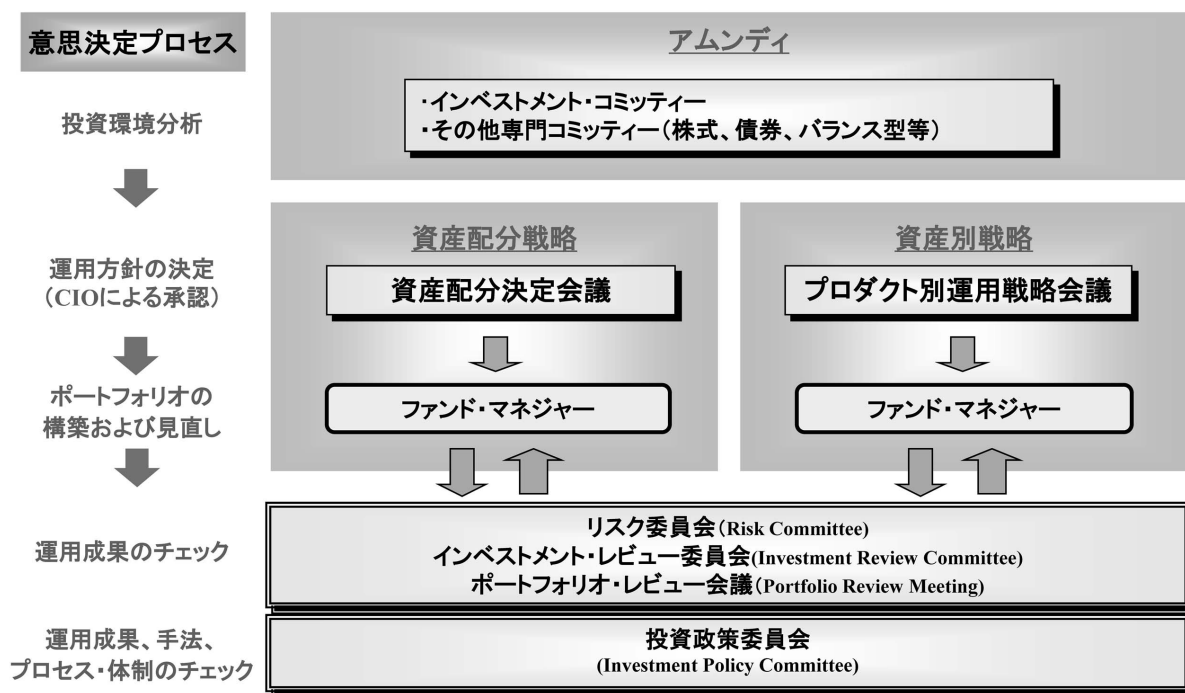 意思決定プロセス
アムンディ
投資環境分析
・インベストメント・コミッティー
・その他専門コミッティー(株式、債券、バランス型等)
資産配分戦略
資産別戦略
運用方針の決定
(CIOによる承認)
資産配分決定会議
プロダクト別運用戦略会議
ポートフォリオの
構築および見直し
ファンド・マネジャー
ファンド・マネジャー
運用成果のチェック
リスク委員会(Risk Committee)
インベストメント・レビュー委員会(Investment Review Committee)
ポートフォリオ・レビュー会議(Portfolio Review Meeting)
運用成果、手法、
プロセス・体制のチェック
投資政策委員会
(Investment Policy Committee)